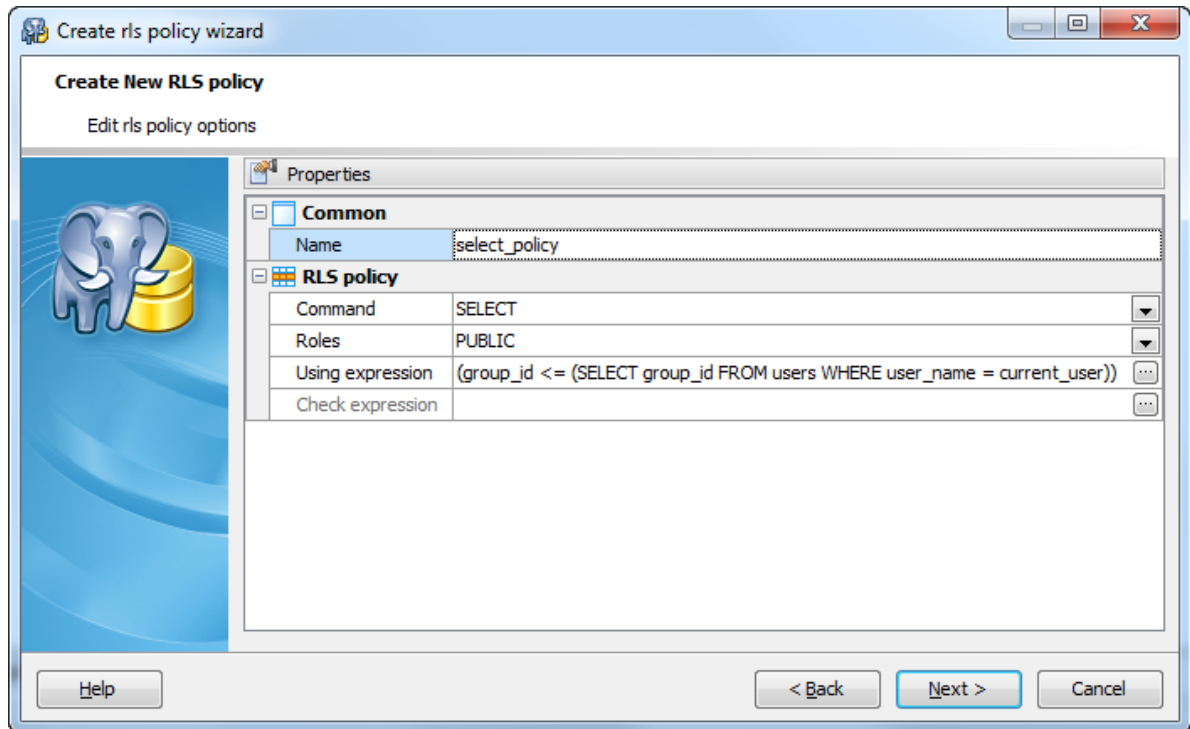 Create rls policy wizard
Create New RLS policy
Edit rls policy options
Properties
Common
Name select_policy
RLS policy
Command SELECT
Roles PUBLIC
Using expression (group_id <= (SELECT group_id FROM users WHERE user_name = current_user)) ...
Check expression ...
Help < Back Next > Cancel